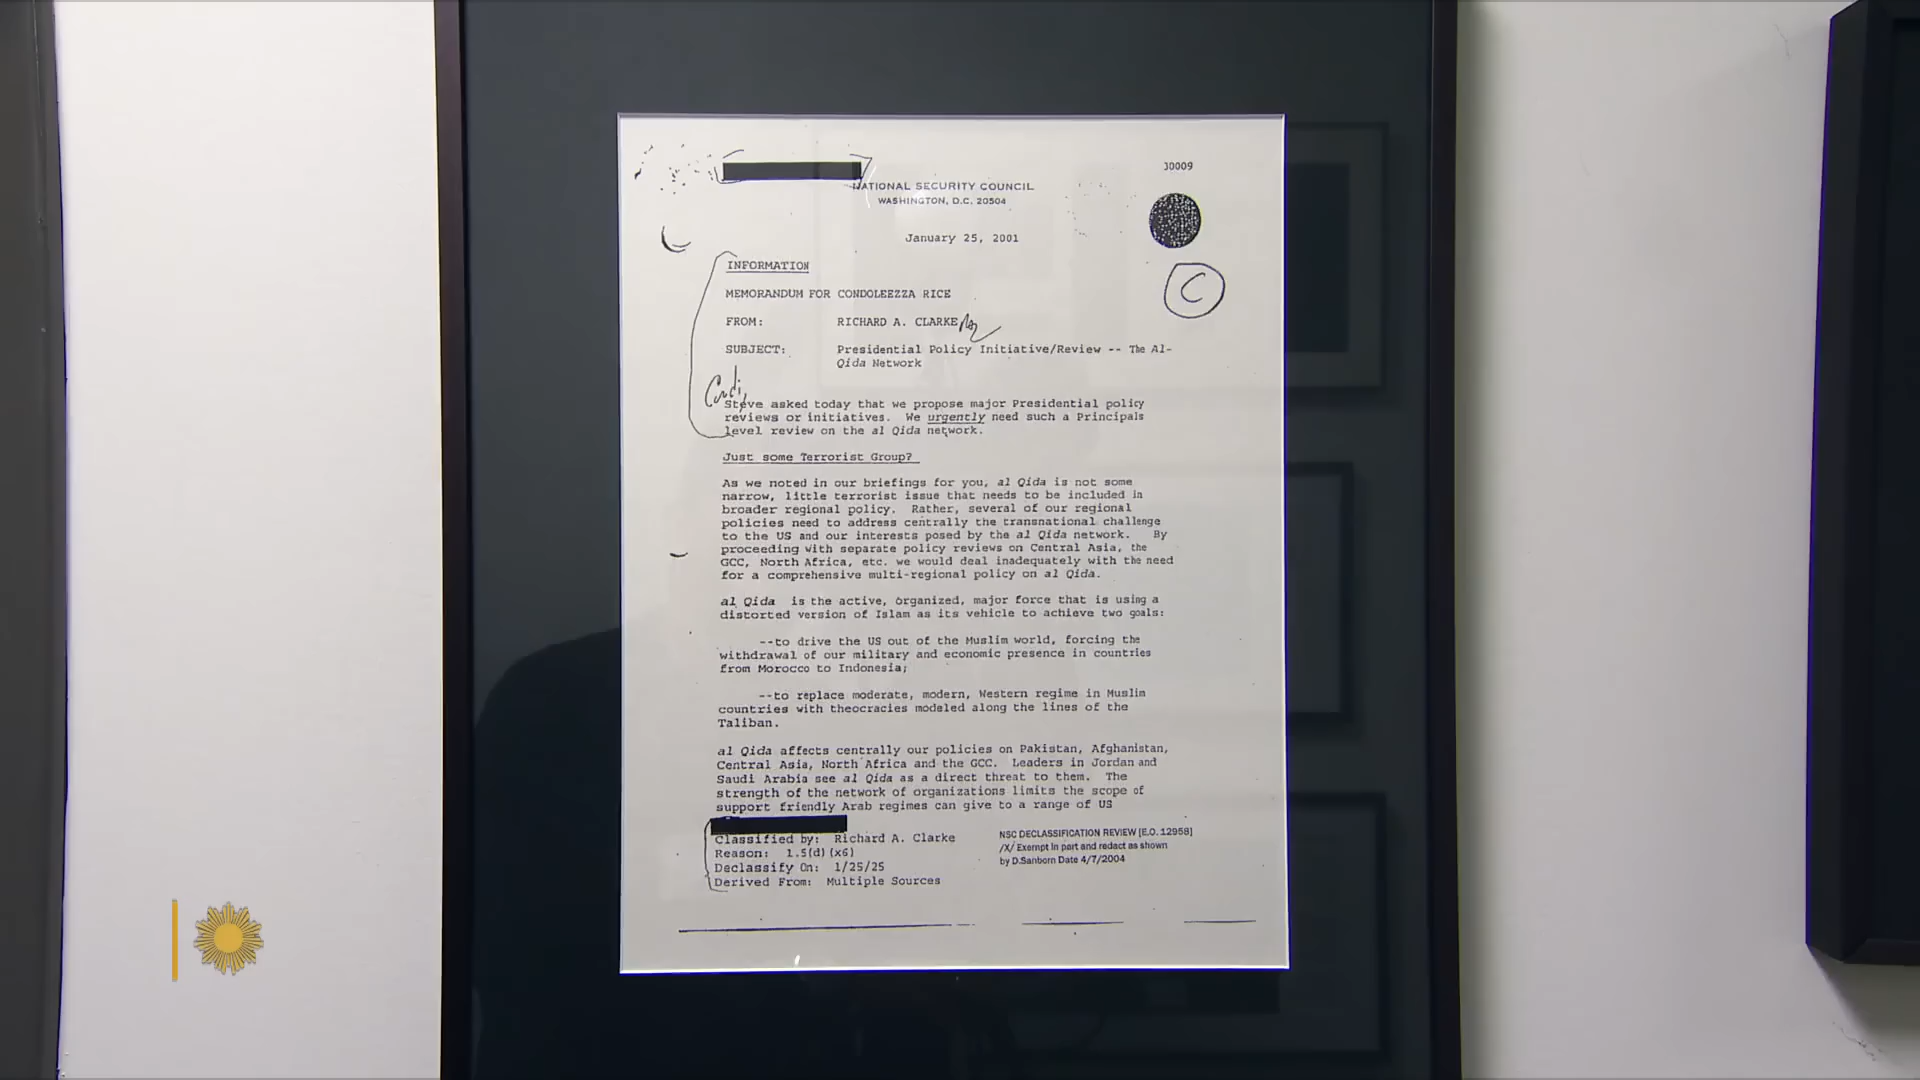 30009
NATIONAL SECURITY COUNCIL
WASHINGTON, D.C. 20504
January 25, 2001
C
INFORMATION
MEMORANDUM FOR CONDOLEEZZA RICE
FROM: RICHARD A. CLARKE
SUBJECT: Presidential Policy Initiative/Review -- The Al-
Qida Network
Condi,
Steve asked today that we propose major Presidential policy
reviews or initiatives. We urgently need such a Principals
level review on the al Qida network.
Just some Terrorist Group?
As we noted in our briefings for you, al Qida is not some
narrow, little terrorist issue that needs to be included in
broader regional policy. Rather, several of our regional
policies need to address centrally the transnational challenge
to the US and our interests posed by the al Qida network. By
proceeding with separate policy reviews on Central Asia, the
GCC, North Africa, etc. we would deal inadequately with the need
for a comprehensive multi-regional policy on al Qida.
al Qida is the active, organized, major force that is using a
distorted version of Islam as its vehicle to achieve two goals:
--to drive the US out of the Muslim world, forcing the
withdrawal of our military and economic presence in countries
from Morocco to Indonesia;
--to replace moderate, modern, Western regime in Muslim
countries with theocracies modeled along the lines of the
Taliban.
al Qida affects centrally our policies on Pakistan, Afghanistan,
Central Asia, North Africa and the GCC. Leaders in Jordan and
Saudi Arabia see al Qida as a direct threat to them. The
strength of the network of organizations limits the scope of
support friendly Arab regimes can give to a range of US
Classified by: Richard A. Clarke
Reason: 1.5(d)(x6)
Declassify On: 1/25/25
Derived From: Multiple Sources
NSC DECLASSIFICATION REVIEW [E.O. 12958]
/X/ Exempt in part and redact as shown
by D.Sanborn Date 4/7/2004